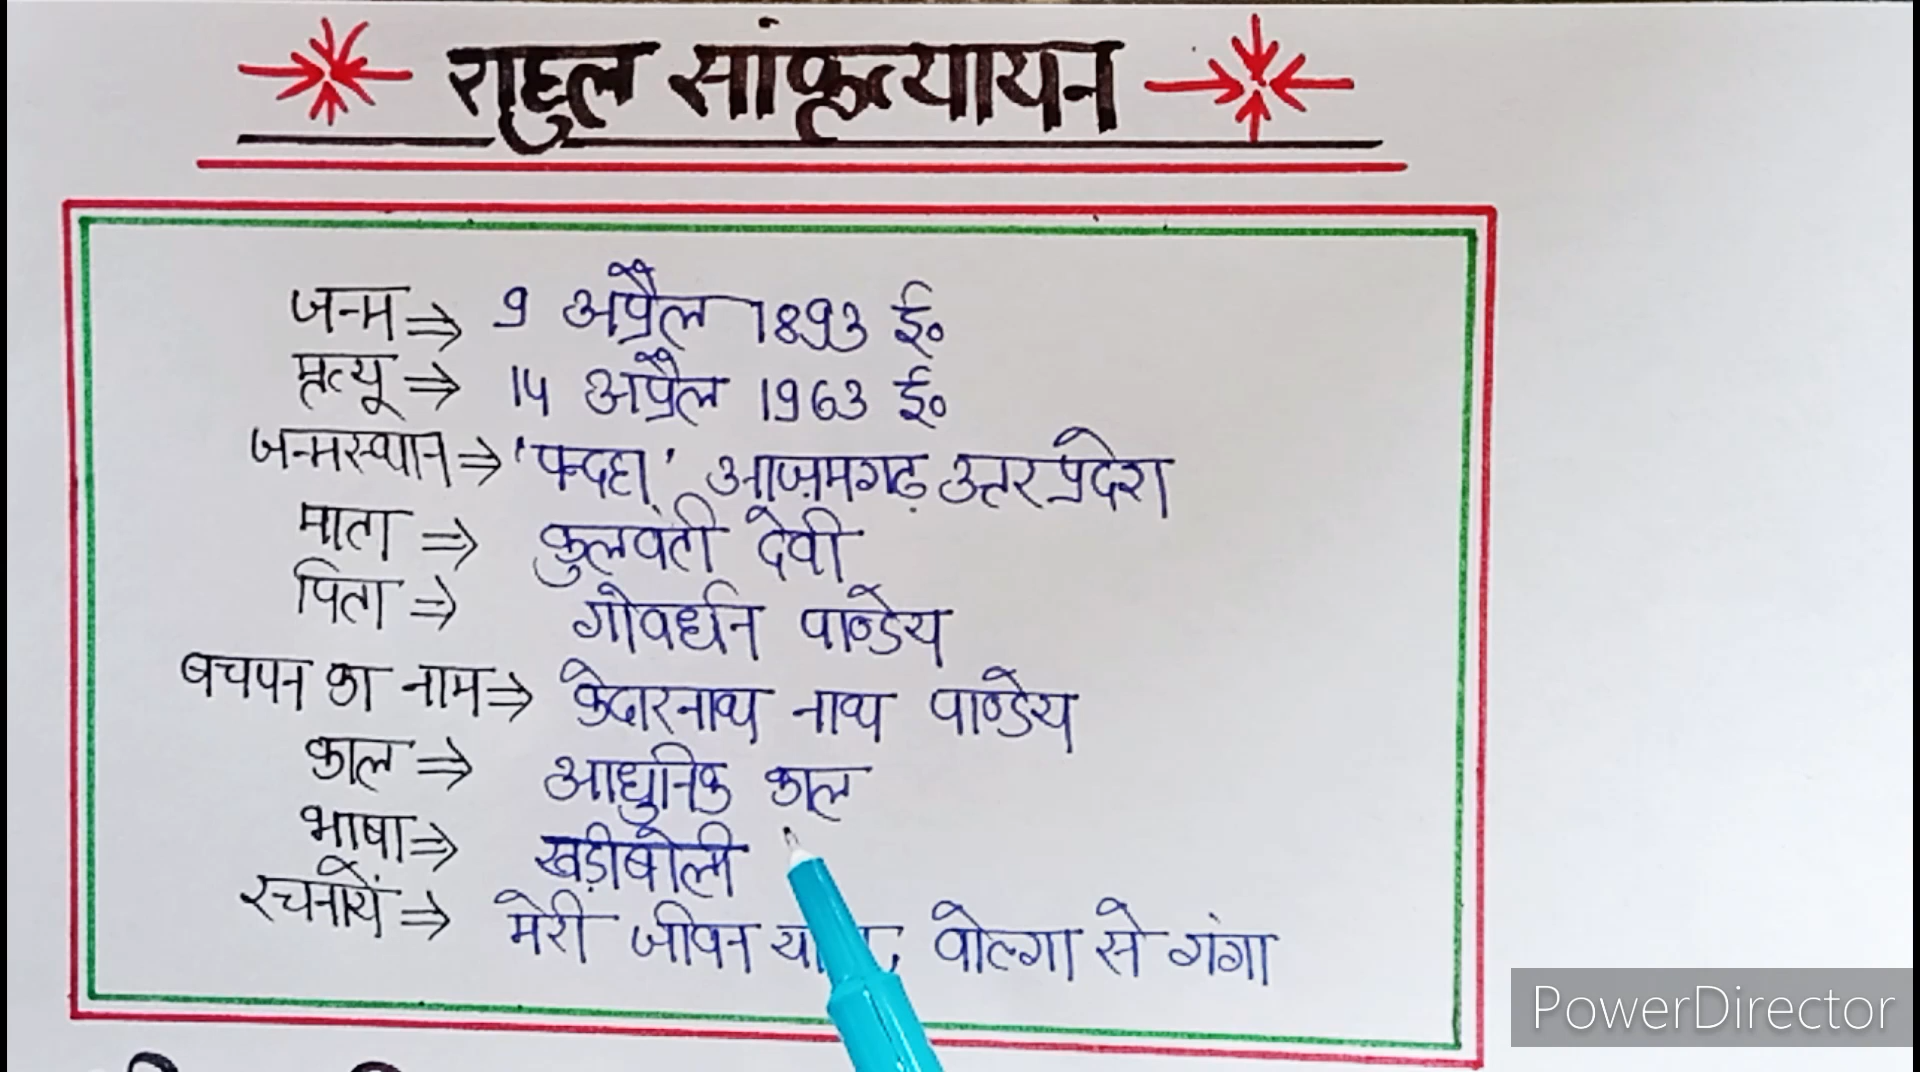 राहुल सांकृत्यायन
जन्म ⇒ 9 अप्रैल 1893 ई०
मृत्यू ⇒ 14 अप्रैल 1963 ई०
जन्मस्थान ⇒ 'पन्दहा' आज़मगढ़ उत्तर प्रदेश
माता ⇒ कुलवंती देवी
पिता ⇒ गोवर्धन पाण्डेय
बचपन का नाम ⇒ केदारनाथ नाथ पाण्डेय
काल ⇒ आधुनिक काल
भाषा ⇒ खड़ीबोली
रचनायें ⇒ मेरी जीवन , वोल्गा से गंगा
PowerDirector